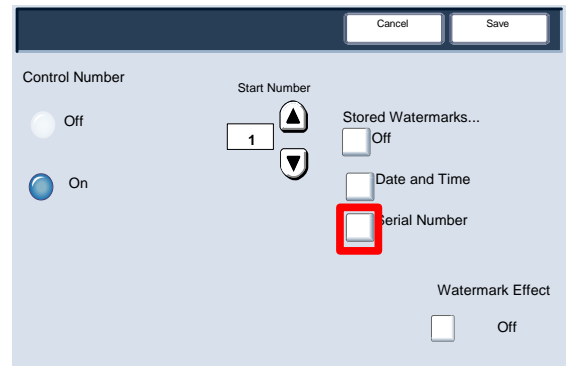 Cancel
Save
Control Number
Start Number
Off
1
Stored Watermarks...
Off
On
Date and Time
Serial Number
Watermark Effect
Off